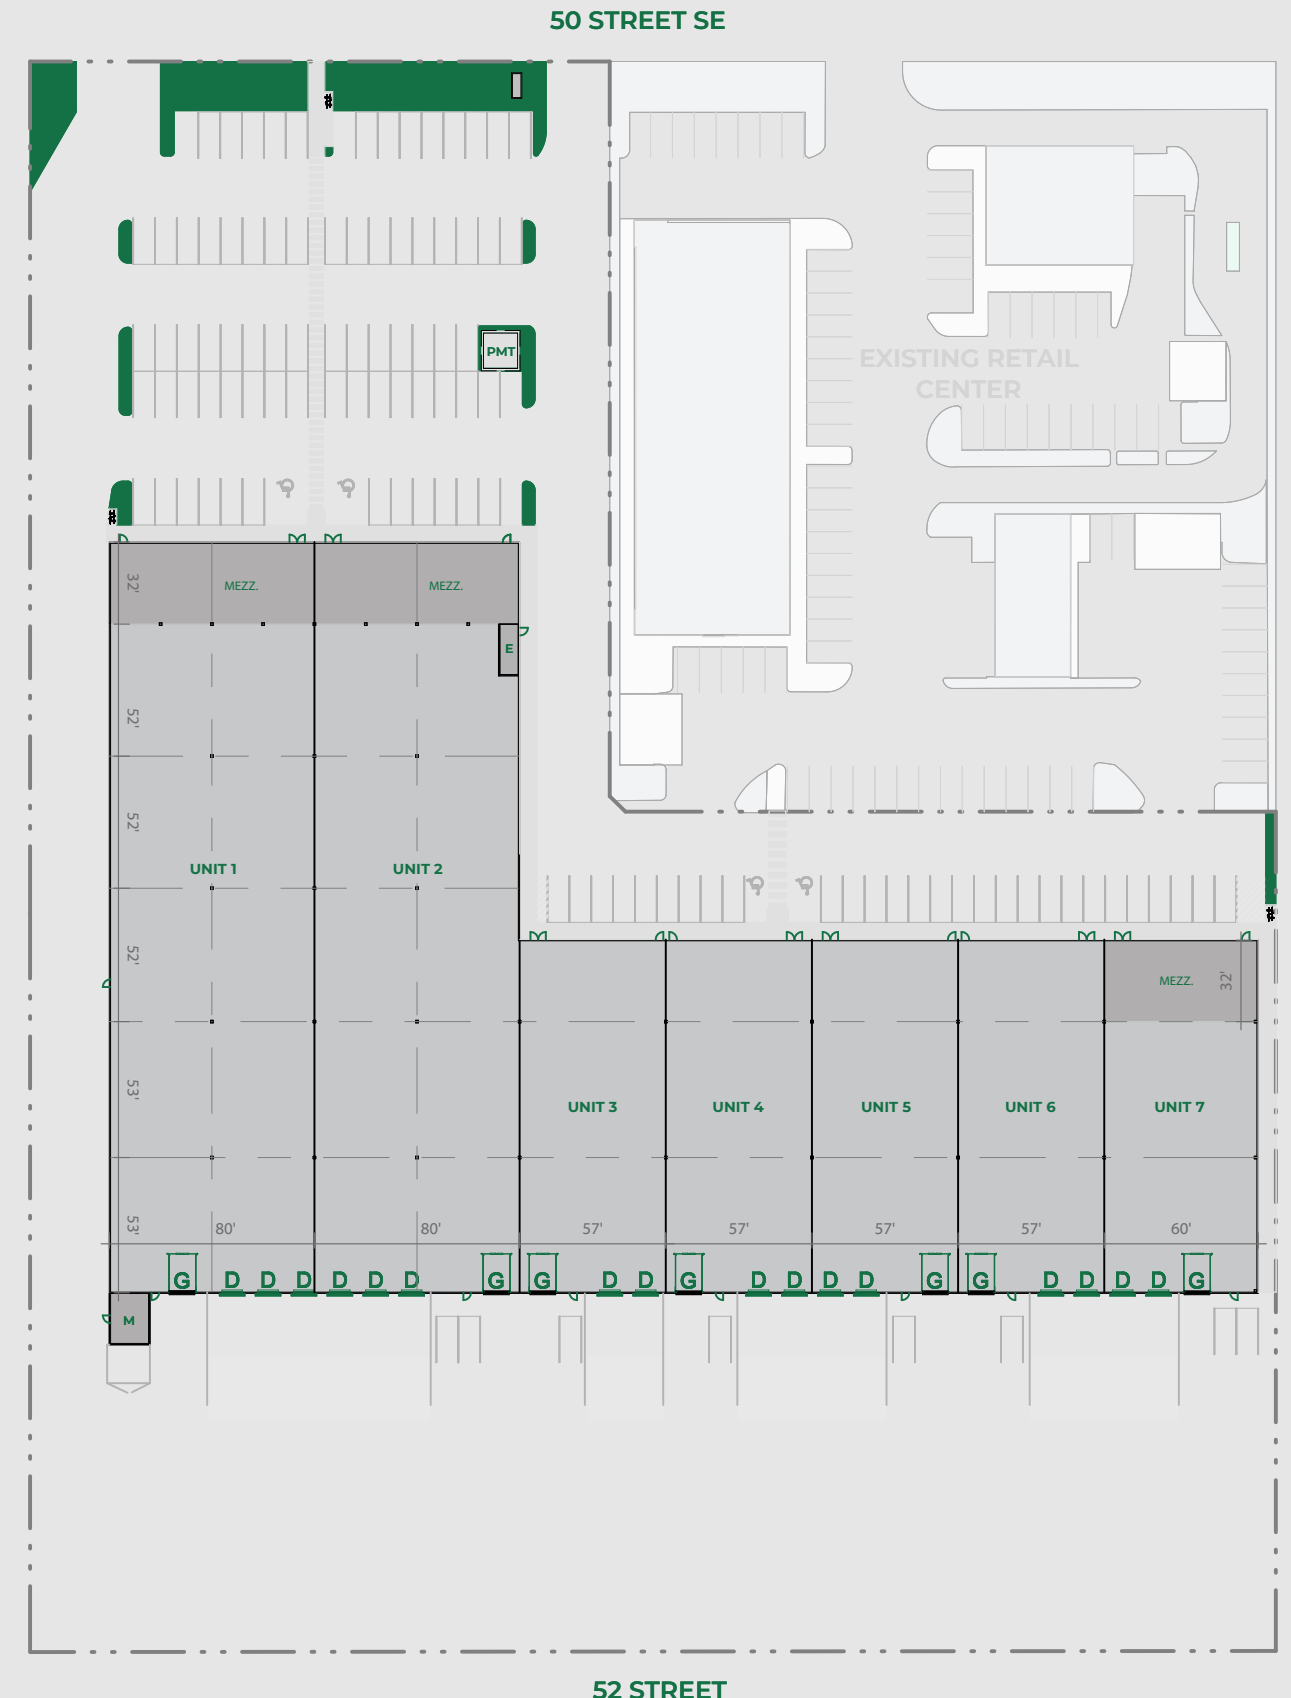 50 STREET SE
PMT
EXISTING RETAIL
CENTER
32'
MEZZ.
MEZZ.
E
52'
52'
UNIT 1
UNIT 2
52'
MEZZ.
32'
53'
UNIT 3
UNIT 4
UNIT 5
UNIT 6
UNIT 7
53'
80'
80'
57'
57'
57'
57'
60'
G D D D D D D G G D D G D D D D G G D D D D G
M
52 STREET